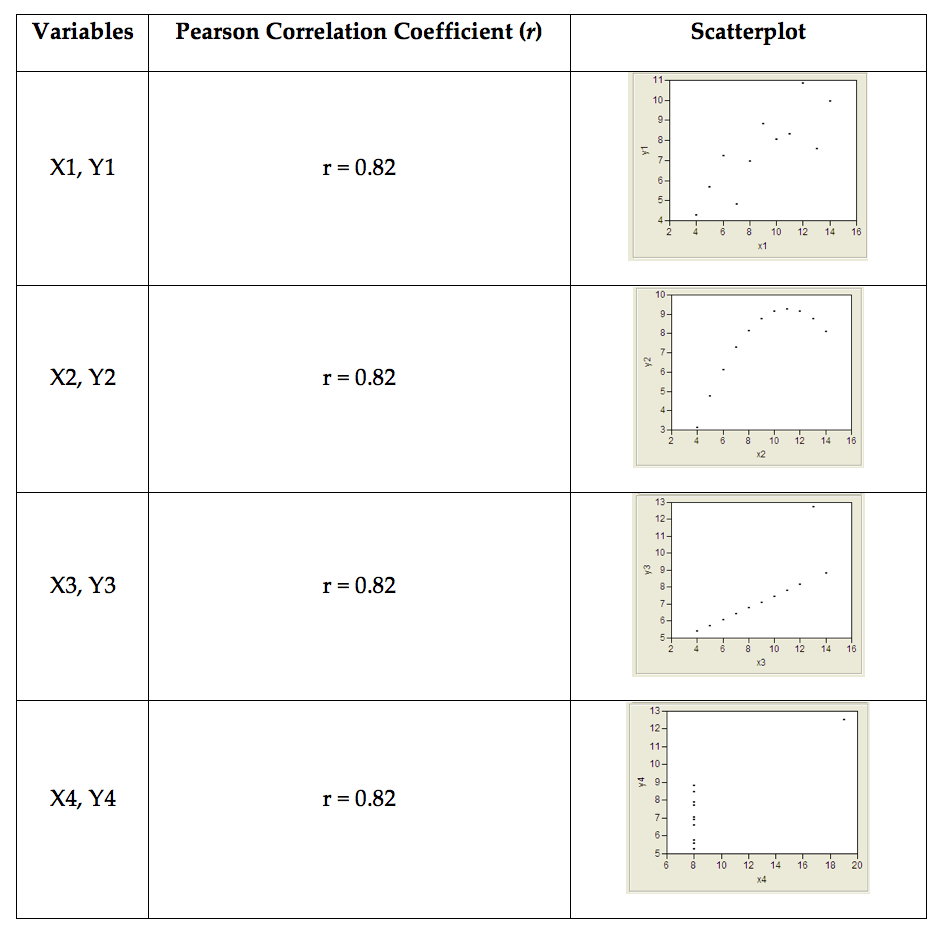 Variables
Pearson Correlation Coefficient (r)
Scatterplot
X1, Y1
r = 0.82
11
10
9
8
7
6
5
4
y1
2 4 6 8 10 12 14 16
x1
X2, Y2
r = 0.82
10
9
8
7
6
5
4
3
y2
2 4 6 8 10 12 14 16
x2
X3, Y3
r = 0.82
13
12
11
10
9
8
7
6
5
y3
2 4 6 8 10 12 14 16
x3
X4, Y4
r = 0.82
13
12
11
10
9
8
7
6
5
y4
6 8 10 12 14 16 18 20
x4